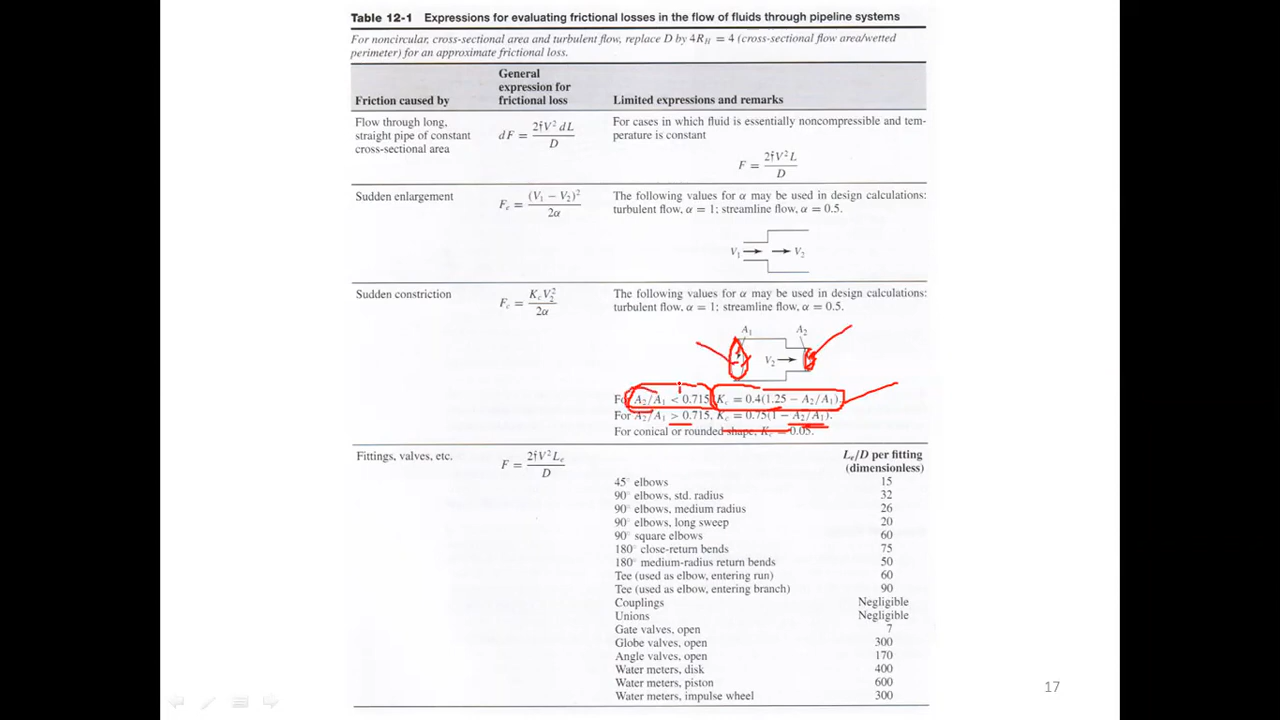 Table 12-1 Expressions for evaluating frictional losses in the flow of fluids through pipeline systems
For noncircular, cross-sectional area and turbulent flow, replace D by 4R_H = 4 (cross-sectional flow area/wetted
perimeter) for an approximate frictional loss.
Friction caused by
General
expression for
frictional loss
Limited expressions and remarks
Flow through long,
straight pipe of constant
cross-sectional area
dF = 2fV² dL / D
For cases in which fluid is essentially noncompressible and tem-
perature is constant
F = 2fV²L / D
Sudden enlargement
F_e = (V₁ − V₂)² / 2α
The following values for α may be used in design calculations:
turbulent flow, α = 1; streamline flow, α = 0.5.
V₁ V₂
Sudden constriction
F_c = K_c V₂² / 2α
The following values for α may be used in design calculations:
turbulent flow, α = 1; streamline flow, α = 0.5.
A₁ A₂
V₂
For A₂/A₁ < 0.715, K_c = 0.4(1.25 − A₂/A₁).
For A₂/A₁ > 0.715, K_c = 0.75(1 − A₂/A₁).
For conical or rounded shape, K_c = 0.05.
Fittings, valves, etc.
F = 2fV²L_e / D
L_e/D per fitting
(dimensionless)
45° elbows 15
90° elbows, std. radius 32
90° elbows, medium radius 26
90° elbows, long sweep 20
90° square elbows 60
180° close-return bends 75
180° medium-radius return bends 50
Tee (used as elbow, entering run) 60
Tee (used as elbow, entering branch) 90
Couplings Negligible
Unions Negligible
Gate valves, open 7
Globe valves, open 300
Angle valves, open 170
Water meters, disk 400
Water meters, piston 600
Water meters, impulse wheel 300
17